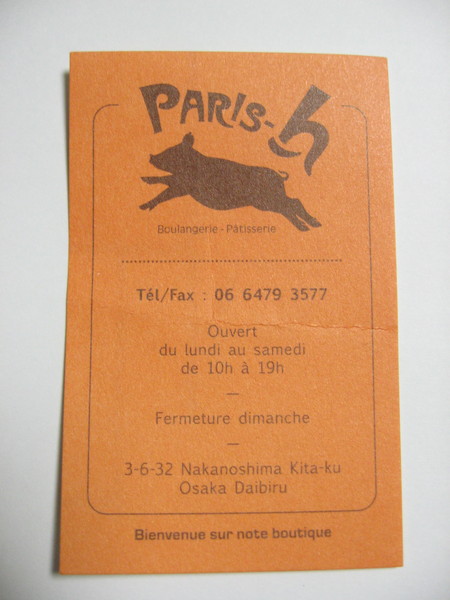 PARIS-h
Boulangerie - Pâtisserie
Tél/Fax : 06 6479 3577
Ouvert
du lundi au samedi
de 10h à 19h
—
Fermeture dimanche
—
3-6-32 Nakanoshima Kita-ku
Osaka Daibiru
Bienvenue sur note boutique